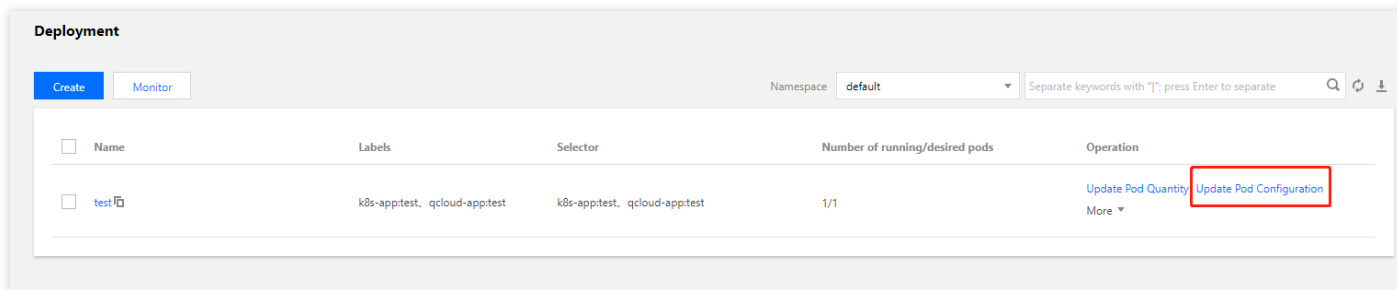 Deployment
Create Monitor Namespace default Separate keywords with "|"; press Enter to separate
Name Labels Selector Number of running/desired pods Operation
test k8s-app:test、qcloud-app:test k8s-app:test、qcloud-app:test 1/1 Update Pod Quantity Update Pod Configuration
More